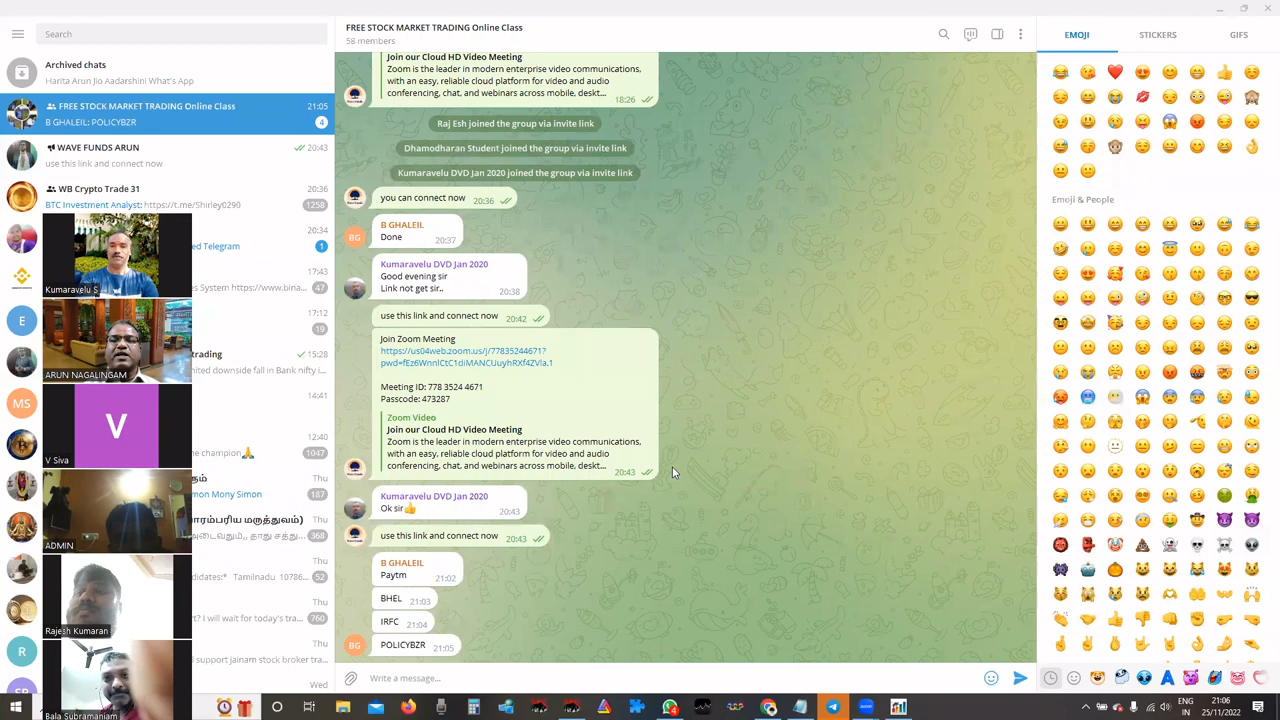 Search
Archived chats
Harita Arun Jio Aadarshini What's App
FREE STOCK MARKET TRADING Online Class
21:05
B GHALEIL: POLICYBZR
4
WAVE FUNDS ARUN
20:43
use this link and connect now
WB Crypto Trade 31
20:36
BTC Investment Analyst: https://t.me/Shirley0290
1258
20:34
ed Telegram
1
17:43
es System https://www.bina...
47
17:12
19
E
trading
15:28
ited downside fall in Bank nifty i...
14:41
MS
12:40
he champion🙏
1047
Thu
mon Mony Simon
187
ாரம்பரிய மருத்துவம்)
Thu
368
Thu
didates:* Tamilnadu 10786...
52
Thu
rt? I will wait for today's tra...
760
Thu
R
support jainam stock broker tra...
Wed
Kumaravelu S
ARUN NAGALINGAM
V
V Siva
ADMIN
Rajesh Kumaran
Bala Subramaniam
FREE STOCK MARKET TRADING Online Class
58 members
Join our Cloud HD Video Meeting
Zoom is the leader in modern enterprise video communications,
with an easy, reliable cloud platform for video and audio
conferencing, chat, and webinars across mobile, deskt...
18:26
Raj Esh joined the group via invite link
Dhamodharan Student joined the group via invite link
Kumaravelu DVD Jan 2020 joined the group via invite link
you can connect now 20:36
B GHALEIL
BG
Done 20:37
Kumaravelu DVD Jan 2020
Good evening sir
Link not get sir.. 20:38
use this link and connect now 20:42
Join Zoom Meeting
https://us04web.zoom.us/j/77835244671?
pwd=fEz6WnnlCtC1diMANCUuyhRXf4ZVla.1
Meeting ID: 778 3524 4671
Passcode: 473287
Zoom Video
Join our Cloud HD Video Meeting
Zoom is the leader in modern enterprise video communications,
with an easy, reliable cloud platform for video and audio
conferencing, chat, and webinars across mobile, deskt...
20:43
Kumaravelu DVD Jan 2020
Ok sir👍 20:43
use this link and connect now 20:43
B GHALEIL
Paytm 21:02
BHEL 21:03
IRFC 21:04
BG
POLICYBZR 21:05
Write a message...
EMOJI STICKERS GIFS
Emoji & People
ENG
IN
21:06
25/11/2022